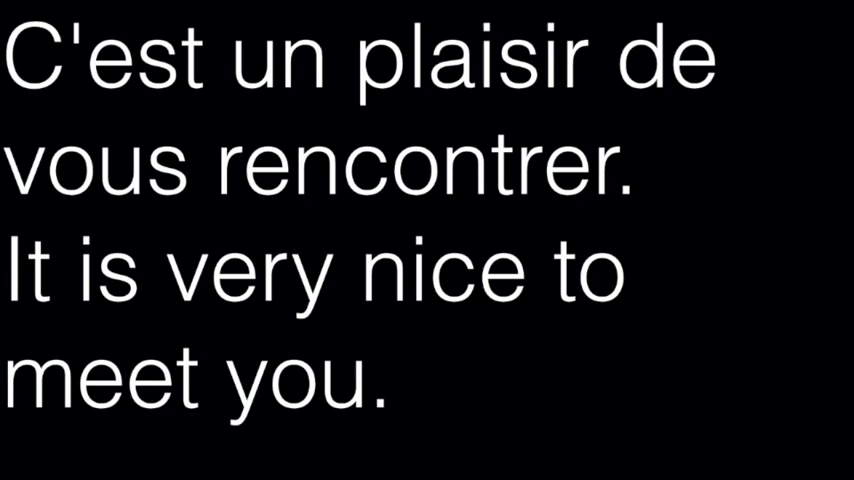 C'est un plaisir de
vous rencontrer.
It is very nice to
meet you.